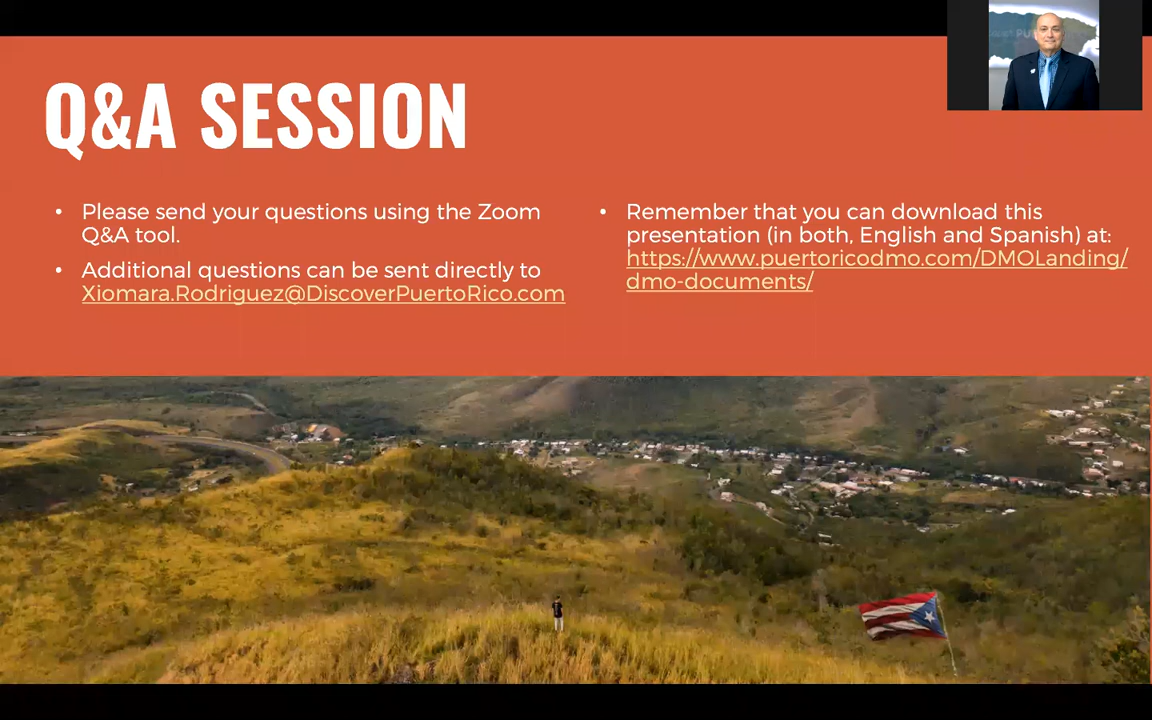 Q&A SESSION
• Please send your questions using the Zoom
Q&A tool.
• Additional questions can be sent directly to
Xiomara.Rodriguez@DiscoverPuertoRico.com
• Remember that you can download this
presentation (in both, English and Spanish) at:
https://www.puertoricodmo.com/DMOLanding/
dmo-documents/